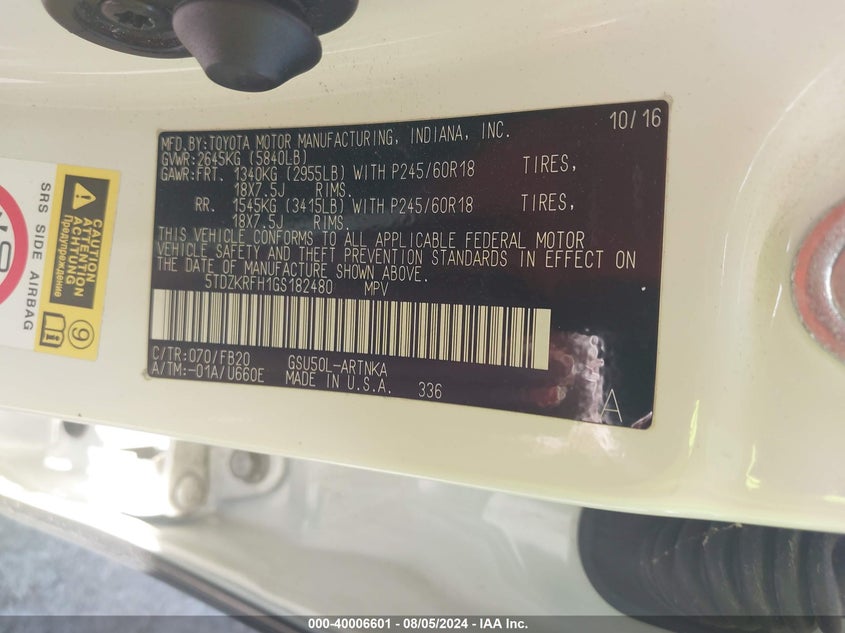 MFD.BY:TOYOTA MOTOR MANUFACTURING, INDIANA, INC. 10/16
GVWR:2645KG (5840LB)
GAWR:FRT. 1340KG (2955LB) WITH P245/60R18 TIRES,
18X7.5J RIMS.
RR. 1545KG (3415LB) WITH P245/60R18 TIRES,
18X7.5J RIMS.
THIS VEHICLE CONFORMS TO ALL APPLICABLE FEDERAL MOTOR
VEHICLE SAFETY AND THEFT PREVENTION STANDARDS IN EFFECT ON
THE DATE OF MANUFACTURE SHOWN ABOVE.
5TDZKRFH1GS182480 MPV
C/TR:070/FB20 GSU50L-ARTNKA
A/TM:-01A/U660E MADE IN U.S.A. 336
A
SRS SIDE AIRBAG
CAUTION
ATTENTION
ACHTUNG
Предупреждение
9
000-40006601 - 08/05/2024 - IAA Inc.